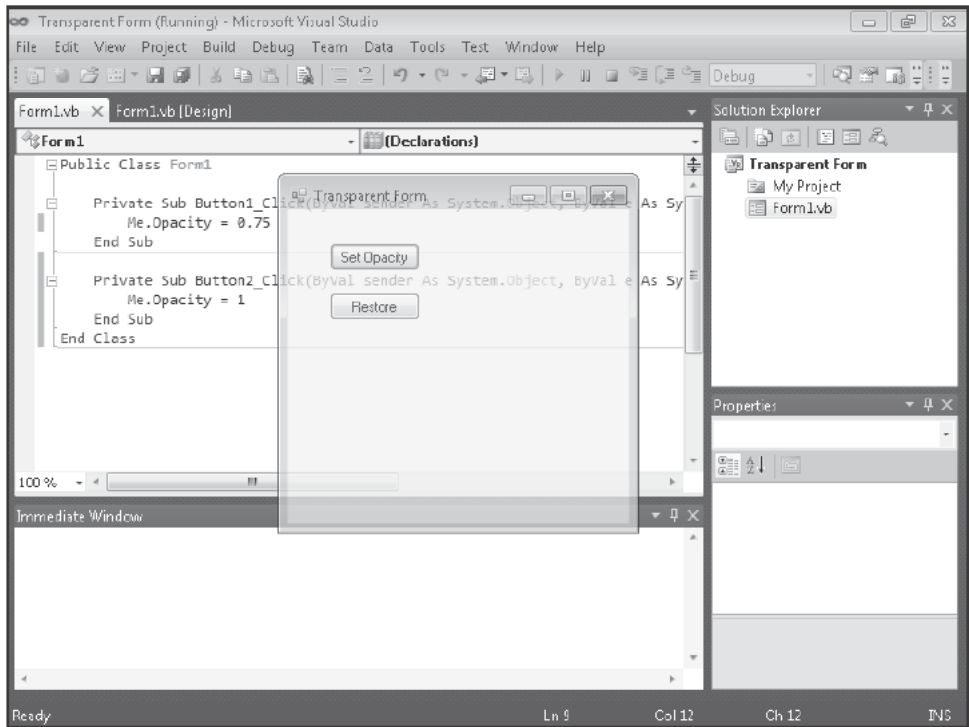 Transparent Form (Running) - Microsoft Visual Studio
File Edit View Project Build Debug Team Data Tools Test Window Help
Debug
Form1.vb Form1.vb [Design]
Form1 (Declarations)
Public Class Form1
Private Sub Button1_Click(ByVal sender As System.Object, ByVal e As Sy
Me.Opacity = 0.75
End Sub
Private Sub Button2_Click(ByVal sender As System.Object, ByVal e As Sy
Me.Opacity = 1
End Sub
End Class
100 %
Transparent Form
Set Opacity
Restore
Immediate Window
Solution Explorer
Transparent Form
My Project
Form1.vb
Properties
Ready Ln 9 Col 12 Ch 12 INS